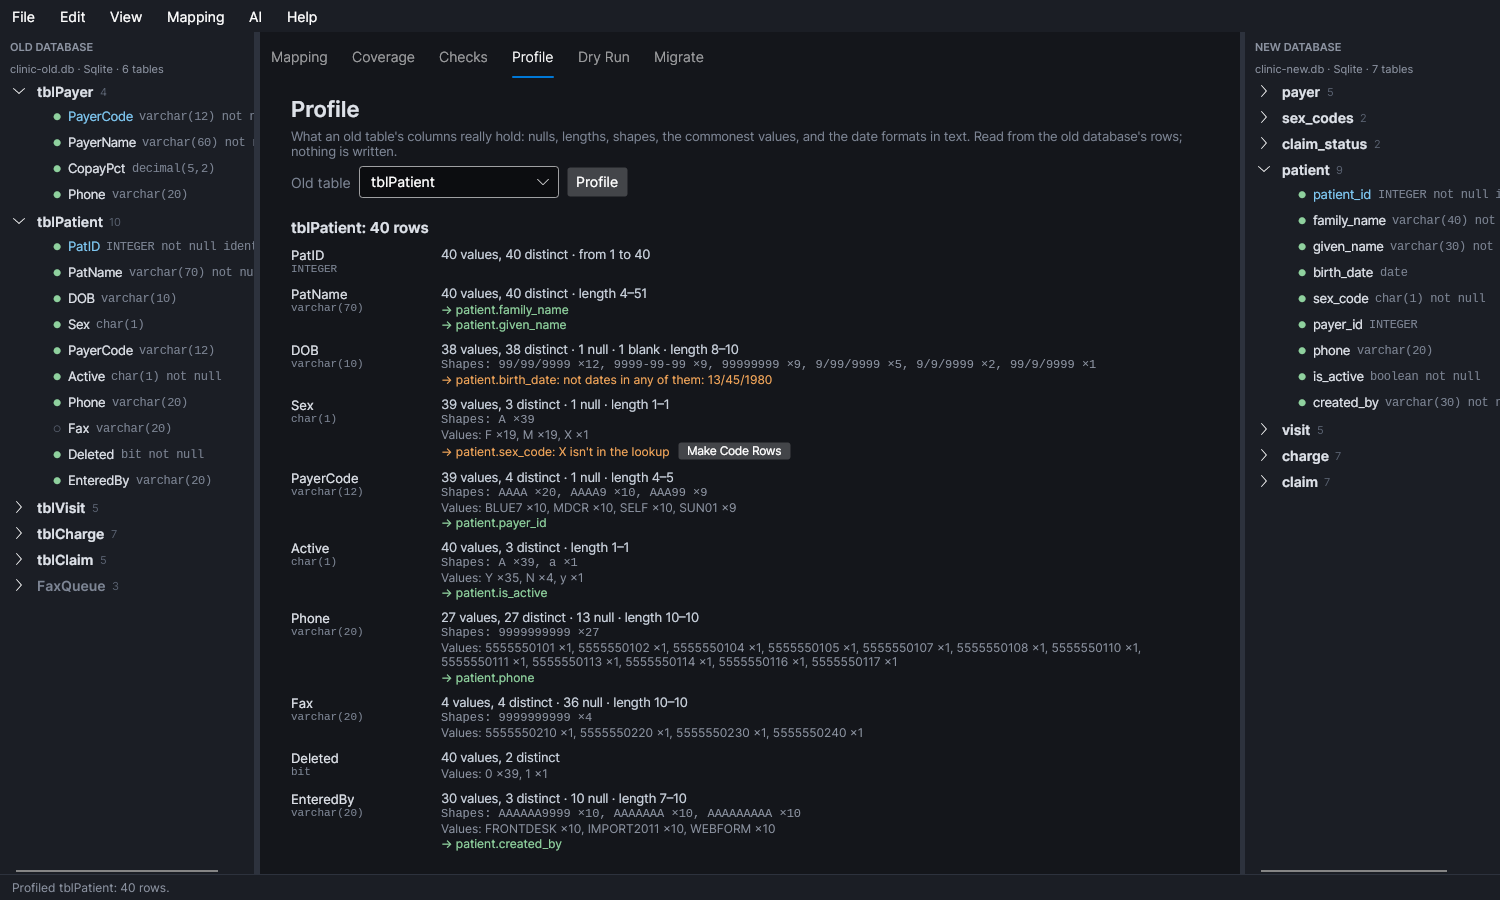 File Edit View Mapping AI Help
OLD DATABASE
clinic-old.db · Sqlite · 6 tables
tblPayer 4
PayerCode varchar(12) not
PayerName varchar(60) not
CopayPct decimal(5,2)
Phone varchar(20)
tblPatient 10
PatID INTEGER not null ident
PatName varchar(70) not nu
DOB varchar(10)
Sex char(1)
PayerCode varchar(12)
Active char(1) not null
Phone varchar(20)
Fax varchar(20)
Deleted bit not null
EnteredBy varchar(20)
tblVisit 5
tblCharge 7
tblClaim 5
FaxQueue 3
Mapping Coverage Checks Profile Dry Run Migrate
Profile
What an old table's columns really hold: nulls, lengths, shapes, the commonest values, and the date formats in text. Read from the old database's rows;
nothing is written.
Old table tblPatient Profile
tblPatient: 40 rows
PatID 40 values, 40 distinct · from 1 to 40
INTEGER
PatName 40 values, 40 distinct · length 4–51
varchar(70) → patient.family_name
→ patient.given_name
DOB 38 values, 38 distinct · 1 null · 1 blank · length 8–10
varchar(10) Shapes: 99/99/9999 ×12, 9999-99-99 ×9, 99999999 ×9, 9/99/9999 ×5, 9/9/9999 ×2, 99/9/9999 ×1
→ patient.birth_date: not dates in any of them: 13/45/1980
Sex 39 values, 3 distinct · 1 null · length 1–1
char(1) Shapes: A ×39
Values: F ×19, M ×19, X ×1
→ patient.sex_code: X isn't in the lookup Make Code Rows
PayerCode 39 values, 4 distinct · 1 null · length 4–5
varchar(12) Shapes: AAAA ×20, AAAA9 ×10, AAA99 ×9
Values: BLUE7 ×10, MDCR ×10, SELF ×10, SUN01 ×9
→ patient.payer_id
Active 40 values, 3 distinct · length 1–1
char(1) Shapes: A ×39, a ×1
Values: Y ×35, N ×4, y ×1
→ patient.is_active
Phone 27 values, 27 distinct · 13 null · length 10–10
varchar(20) Shapes: 9999999999 ×27
Values: 5555550101 ×1, 5555550102 ×1, 5555550104 ×1, 5555550105 ×1, 5555550107 ×1, 5555550108 ×1, 5555550110 ×1,
5555550111 ×1, 5555550113 ×1, 5555550114 ×1, 5555550116 ×1, 5555550117 ×1
→ patient.phone
Fax 4 values, 4 distinct · 36 null · length 10–10
varchar(20) Shapes: 9999999999 ×4
Values: 5555550210 ×1, 5555550220 ×1, 5555550230 ×1, 5555550240 ×1
Deleted 40 values, 2 distinct
bit Values: 0 ×39, 1 ×1
EnteredBy 30 values, 3 distinct · 10 null · length 7–10
varchar(20) Shapes: AAAAAA9999 ×10, AAAAAAA ×10, AAAAAAAAA ×10
Values: FRONTDESK ×10, IMPORT2011 ×10, WEBFORM ×10
→ patient.created_by
NEW DATABASE
clinic-new.db · Sqlite · 7 tables
payer 5
sex_codes 2
claim_status 2
patient 9
patient_id INTEGER not null
family_name varchar(40) not
given_name varchar(30) not
birth_date date
sex_code char(1) not null
payer_id INTEGER
phone varchar(20)
is_active boolean not null
created_by varchar(30) not
visit 5
charge 7
claim 7
Profiled tblPatient: 40 rows.